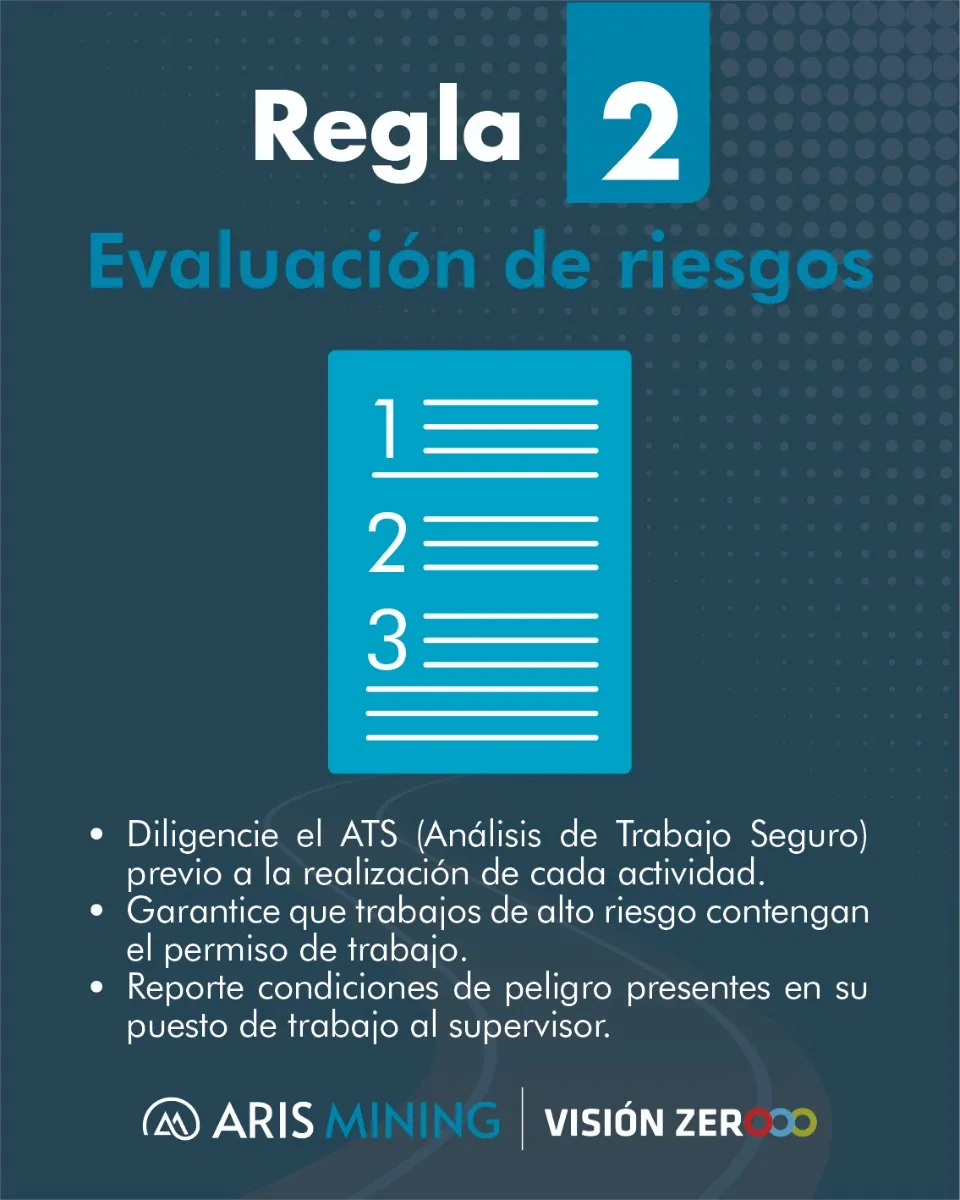 Regla 2
Evaluación de riesgos
1
2
3
• Diligencie el ATS (Análisis de Trabajo Seguro)
previo a la realización de cada actividad.
• Garantice que trabajos de alto riesgo contengan
el permiso de trabajo.
• Reporte condiciones de peligro presentes en su
puesto de trabajo al supervisor.
ARIS MINING | VISIÓN ZEROOO